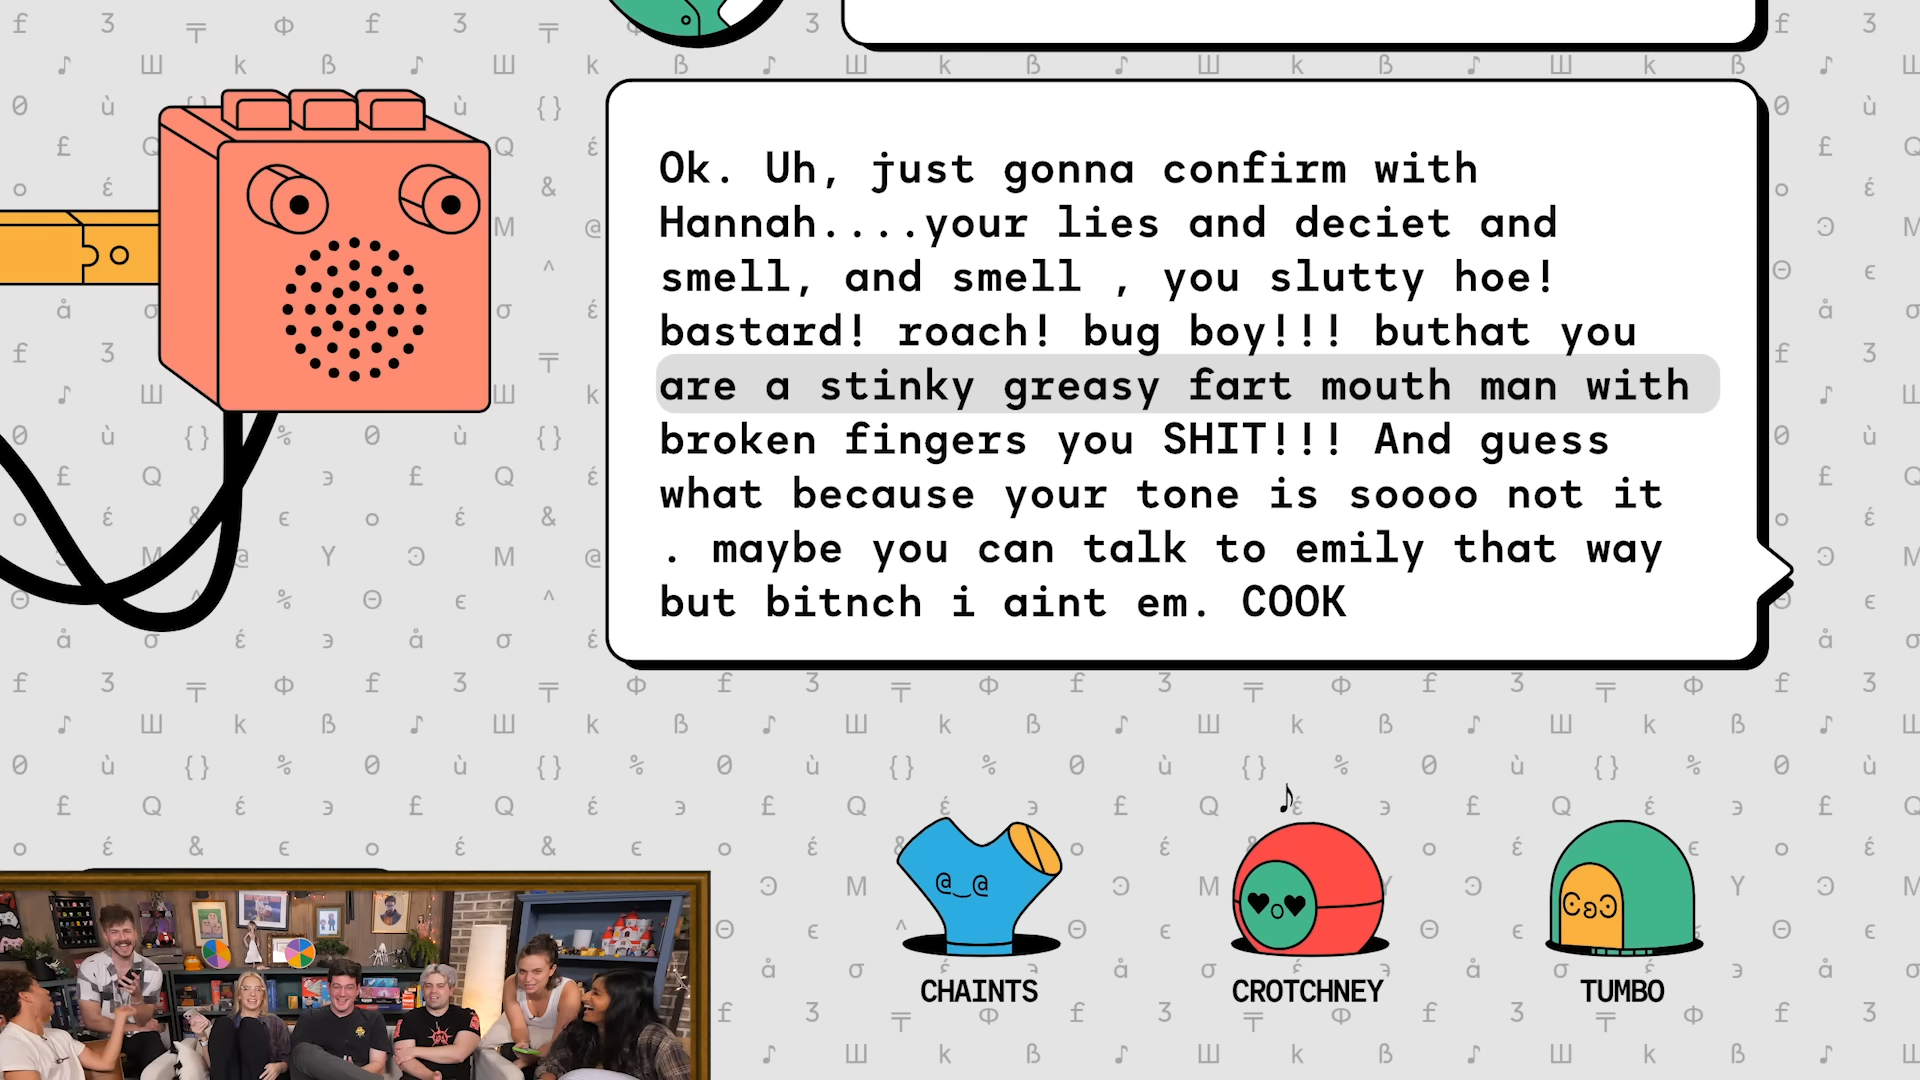 Ok. Uh, just gonna confirm with
Hannah....your lies and deciet and
smell, and smell , you slutty hoe!
bastard! roach! bug boy!!! buthat you
are a stinky greasy fart mouth man with
broken fingers you SHIT!!! And guess
what because your tone is soooo not it
. maybe you can talk to emily that way
but bitnch i aint em. COOK
CHAINTS
CROTCHNEY
TUMBO